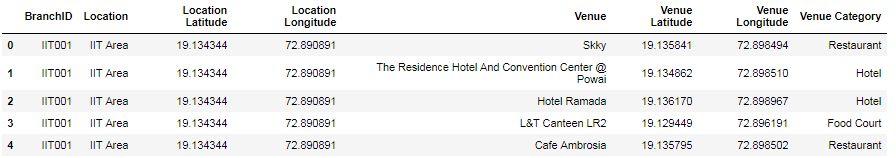 BranchID Location Location Latitude Location Longitude Venue Venue Latitude Venue Longitude Venue Category
0 IIT001 IIT Area 19.134344 72.890891 Skky 19.135841 72.898494 Restaurant
1 IIT001 IIT Area 19.134344 72.890891 The Residence Hotel And Convention Center @ Powai 19.134862 72.898510 Hotel
2 IIT001 IIT Area 19.134344 72.890891 Hotel Ramada 19.136170 72.898967 Hotel
3 IIT001 IIT Area 19.134344 72.890891 L&T Canteen LR2 19.129449 72.896191 Food Court
4 IIT001 IIT Area 19.134344 72.890891 Cafe Ambrosia 19.135795 72.898502 Restaurant